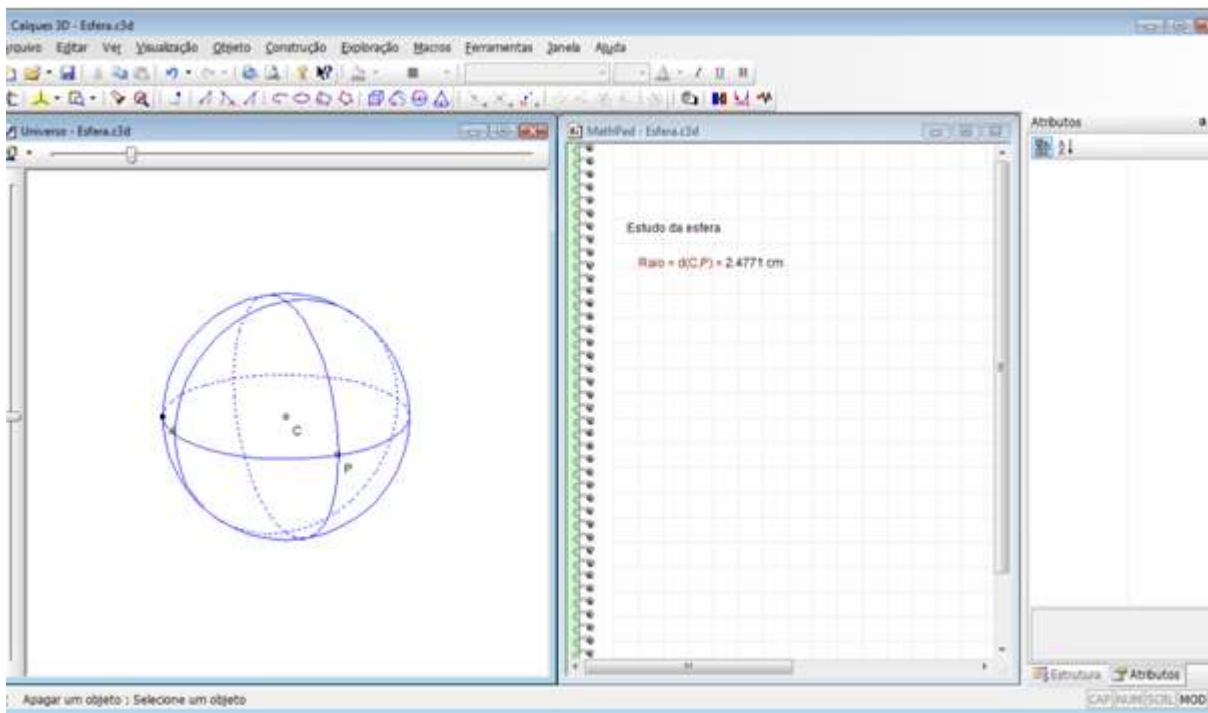 Calques 3D - Esfera.c3d
Arquivo Editar Ver Visualização Objeto Construção Exploração Macros Ferramentas Janela Ajuda
Universo - Esfera.c3d
MathPad - Esfera.c3d
Atributos
Estudo da esfera
Raio = d(C,P) = 2.4771 cm
C
P
Estrutura Atributos
Apagar um objeto : Selecione um objeto
CAP NUM SCRL MOD